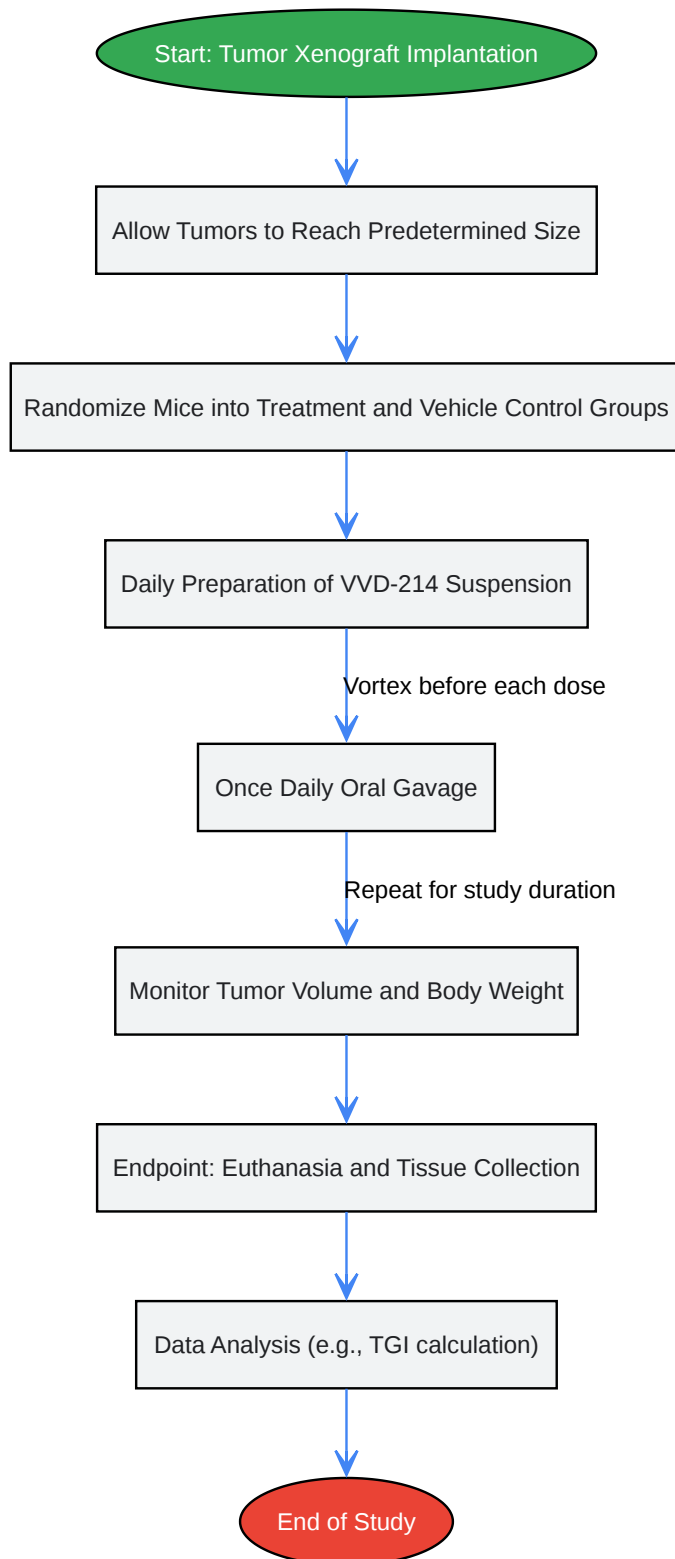 Start: Tumor Xenograft Implantation
Allow Tumors to Reach Predetermined Size
Randomize Mice into Treatment and Vehicle Control Groups
Daily Preparation of VVD-214 Suspension
Vortex before each dose
Once Daily Oral Gavage
Repeat for study duration
Monitor Tumor Volume and Body Weight
Endpoint: Euthanasia and Tissue Collection
Data Analysis (e.g., TGI calculation)
End of Study